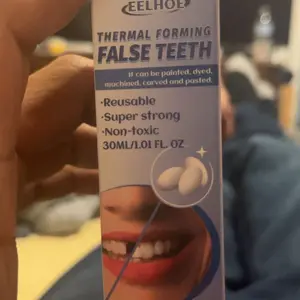 EELHOE
THERMAL FORMING
FALSE TEETH
it can be painted, dyed,
machined, carved and pasted.
·Reusable
·Super strong
·Non-toxic
30ML/1.01 FL. OZ